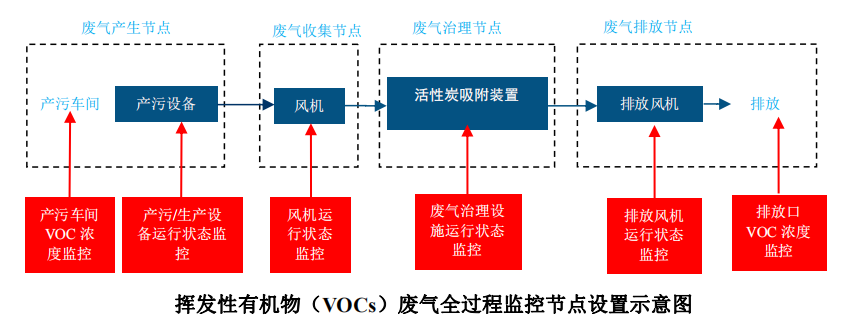 废气产生节点
废气收集节点
废气治理节点
废气排放节点
产污车间
产污设备
风机
活性炭吸附装置
排放风机
排放
产污车间
VOC 浓
度监控
产污/生产设
备运行状态监
控
风机运
行状态
监控
废气治理设
施运行状态
监控
排放风机
运行状态
监控
排放口
VOC 浓度
监控
挥发性有机物（VOCs）废气全过程监控节点设置示意图